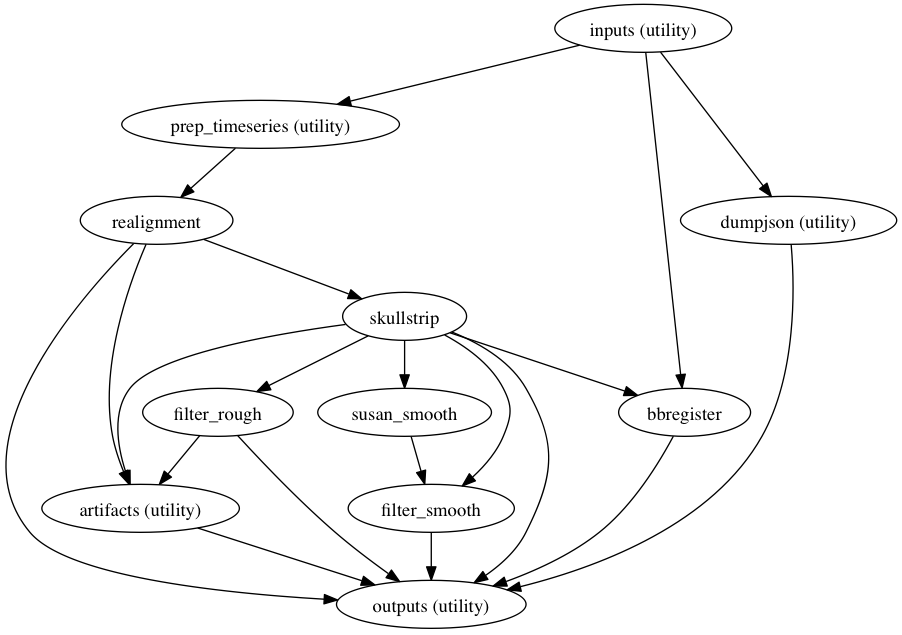 inputs (utility)
prep_timeseries (utility)
realignment
dumpjson (utility)
skullstrip
filter_rough
susan_smooth
bbregister
artifacts (utility)
filter_smooth
outputs (utility)